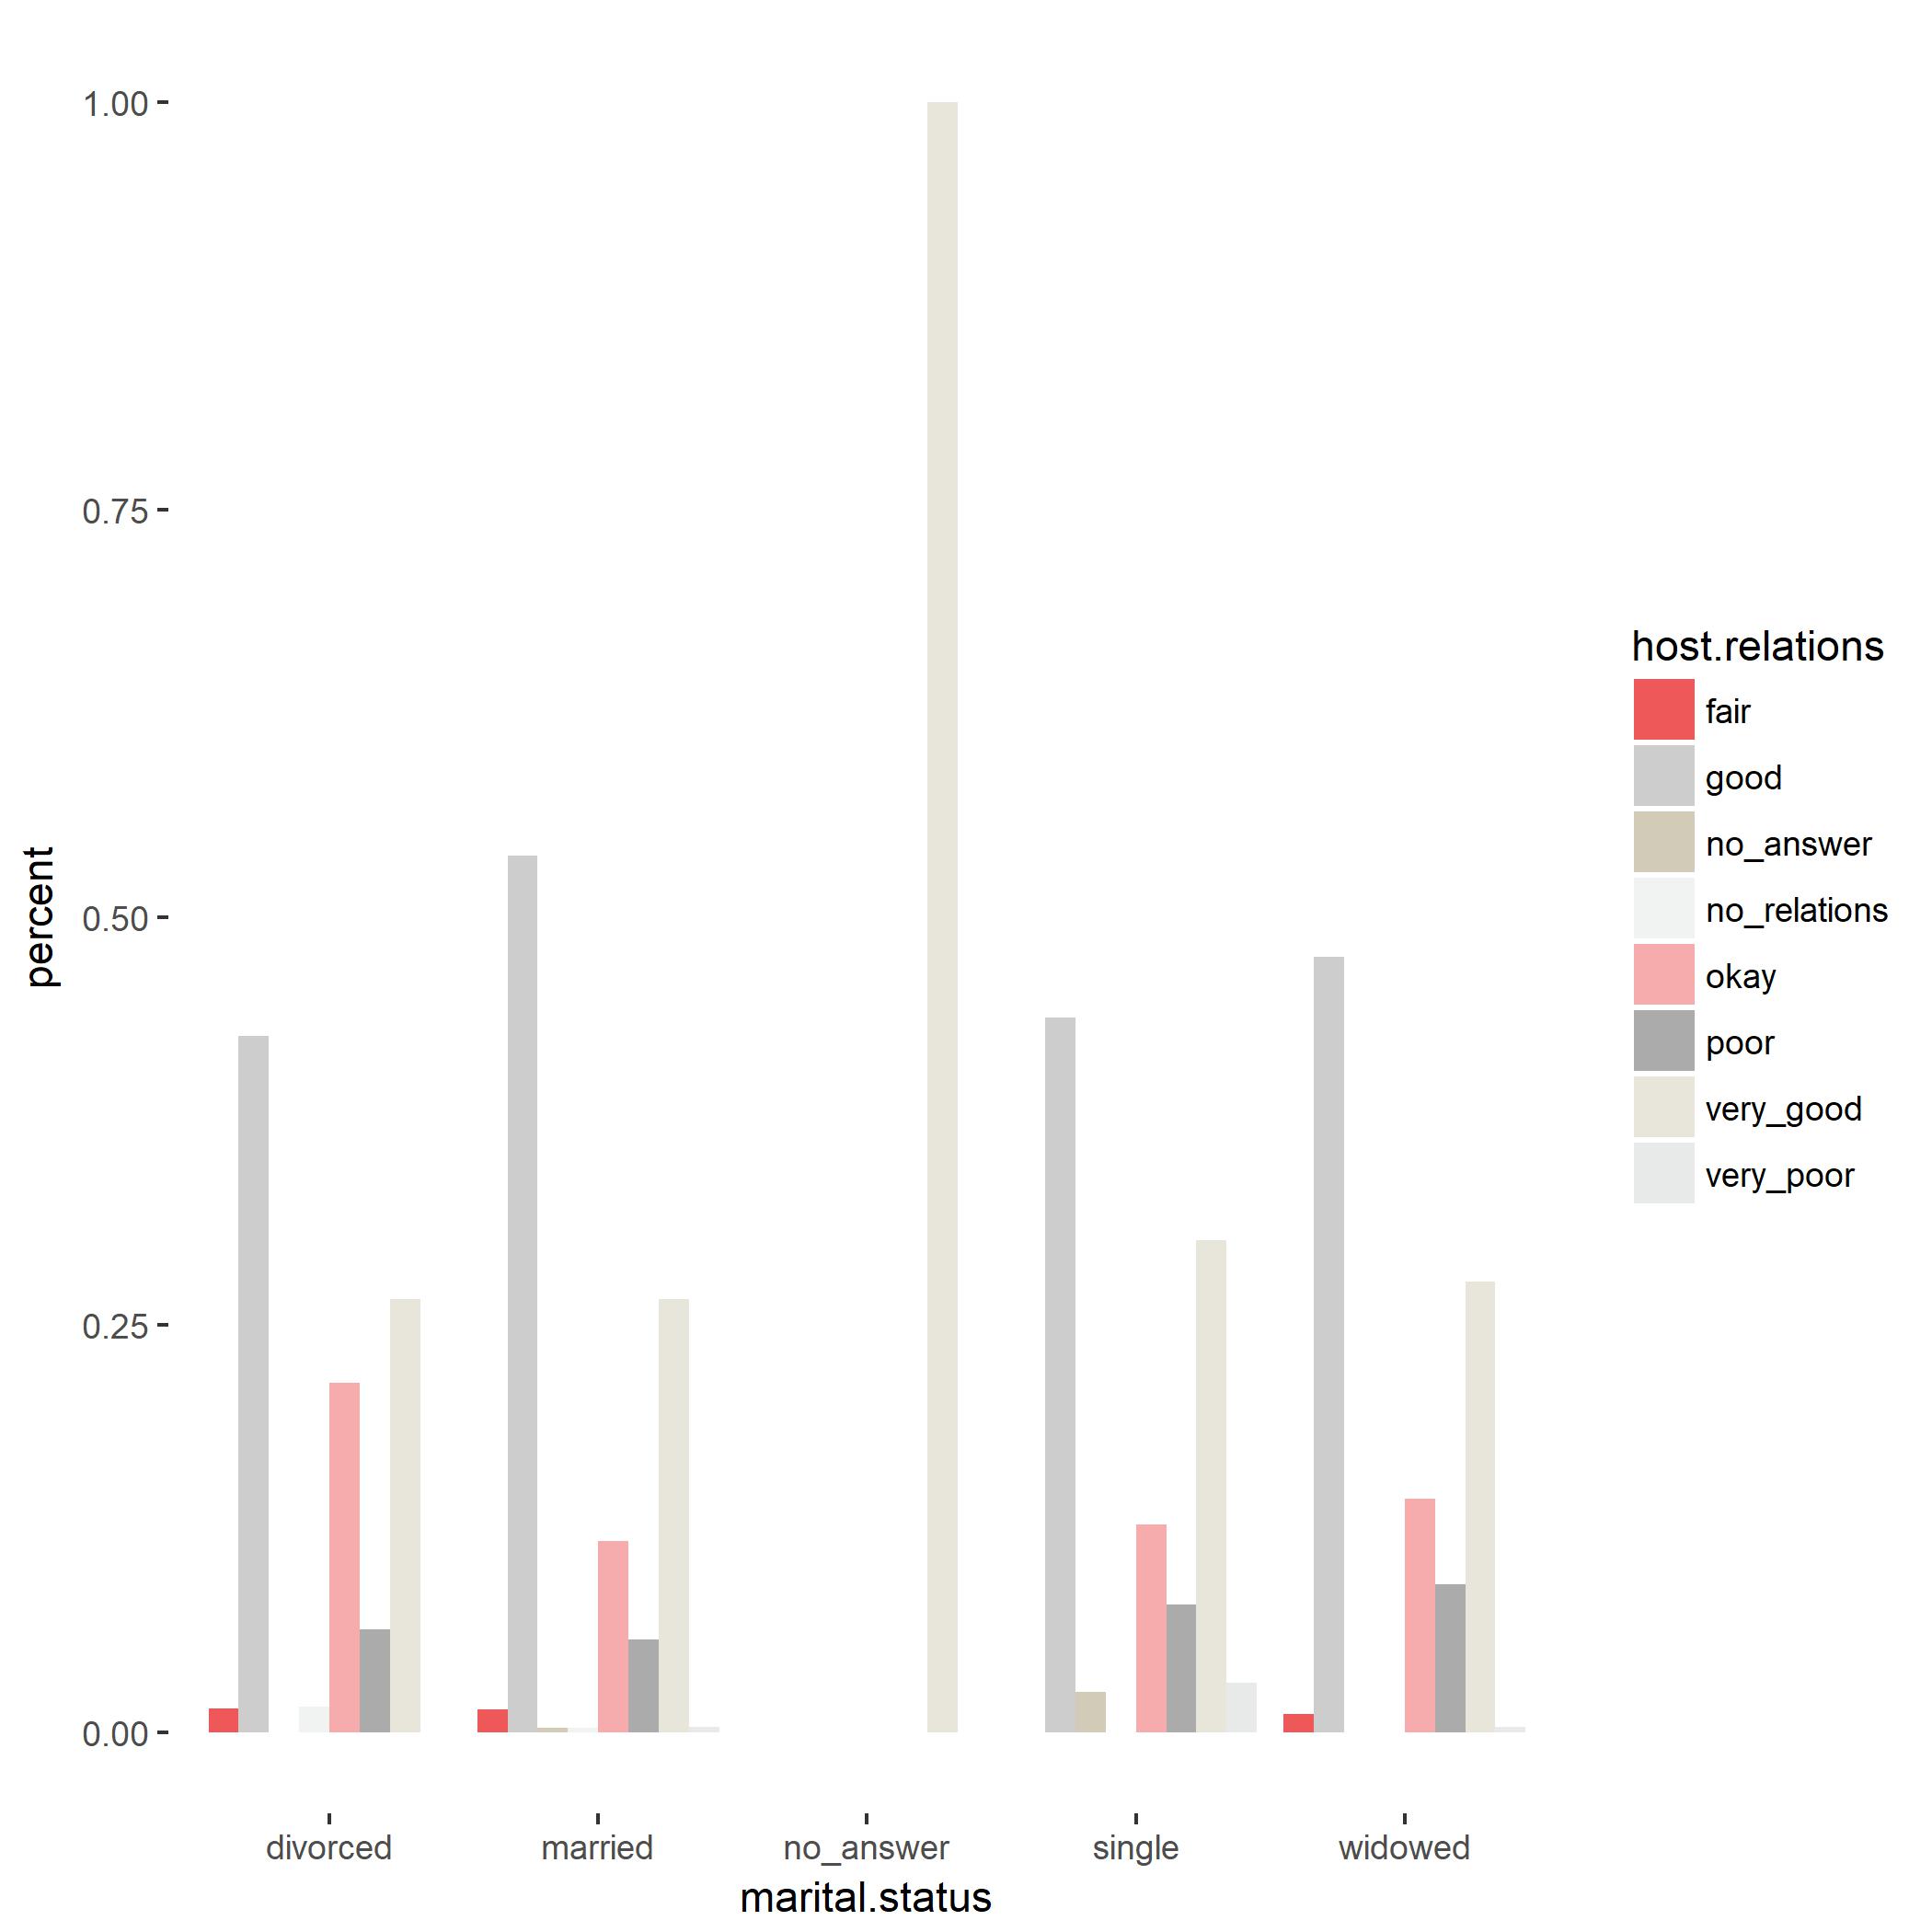 percent
1.00
0.75
0.50
0.25
0.00
divorced
married
no_answer
single
widowed
marital.status
host.relations
fair
good
no_answer
no_relations
okay
poor
very_good
very_poor